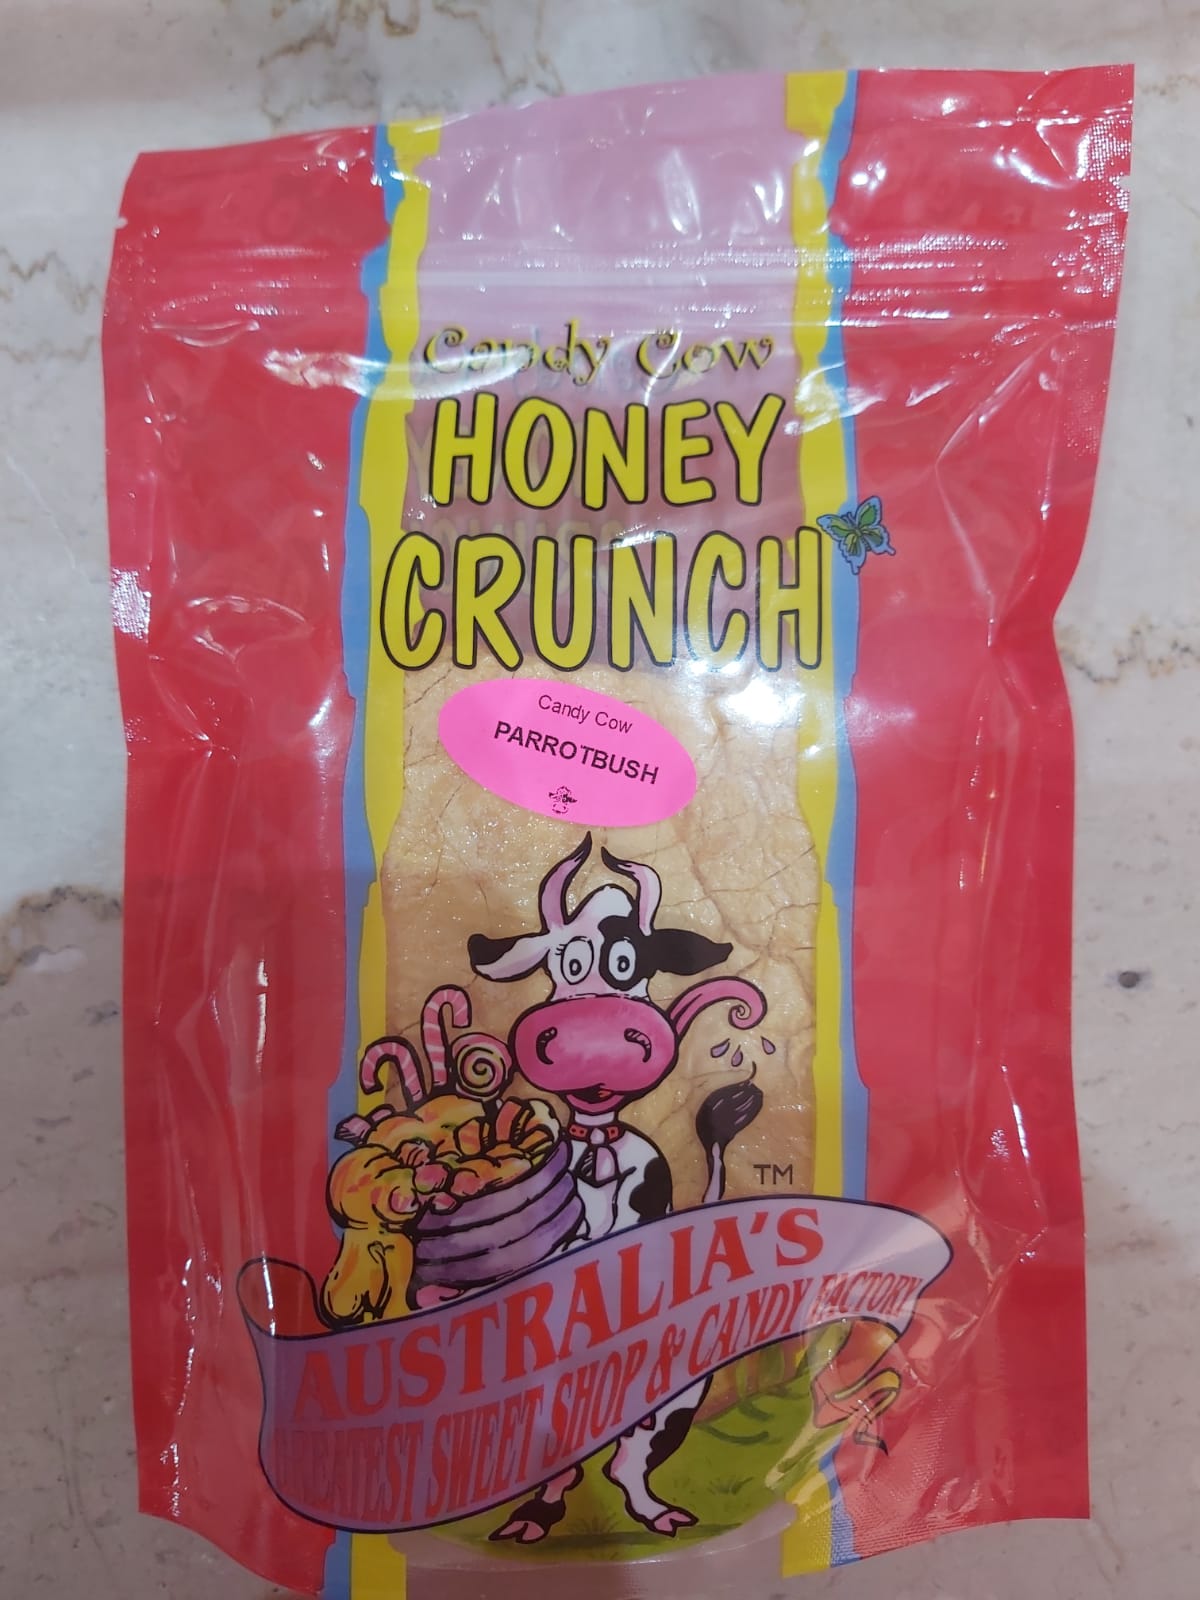 Candy Cow
HONEY
CRUNCH
Candy Cow
PARROTBUSH
TM
AUSTRALIA'S
GREATEST SWEET SHOP & CANDY FACTORY